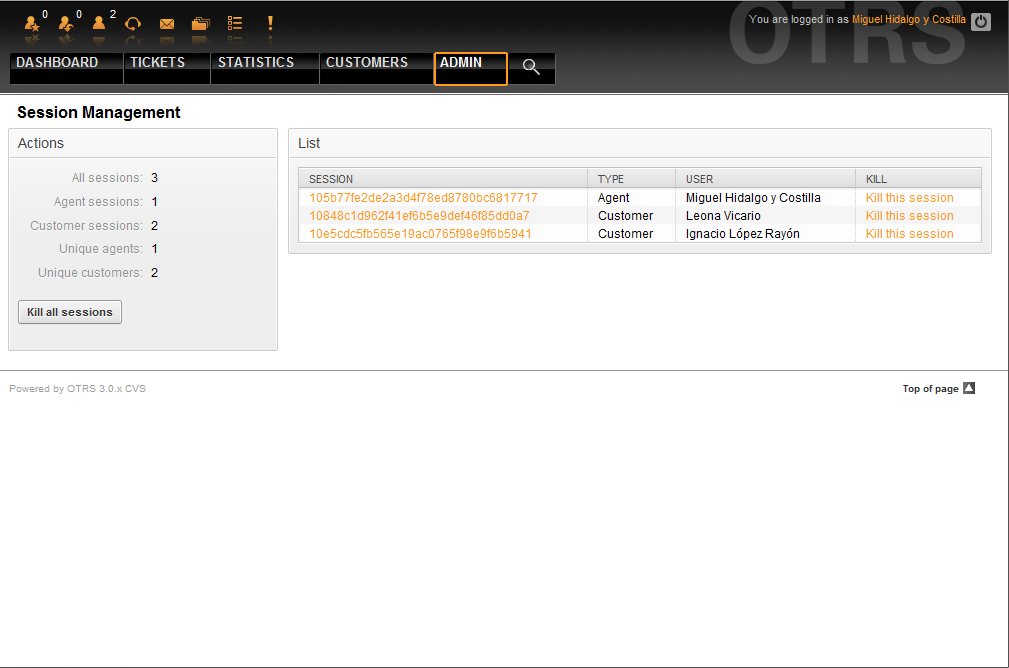 0 0 2
You are logged in as Miguel Hidalgo y Costilla
OTRS
DASHBOARD TICKETS STATISTICS CUSTOMERS ADMIN
Session Management
Actions
All sessions: 3
Agent sessions: 1
Customer sessions: 2
Unique agents: 1
Unique customers: 2
Kill all sessions
List
SESSION TYPE USER KILL
105b77fe2de2a3d4f78ed8780bc6817717 Agent Miguel Hidalgo y Costilla Kill this session
10848c1d962f41ef6b5e9def46f85dd0a7 Customer Leona Vicario Kill this session
10e5cdc5fb565e19ac0765f98e9f6b5941 Customer Ignacio López Rayón Kill this session
Powered by OTRS 3.0.x CVS
Top of page